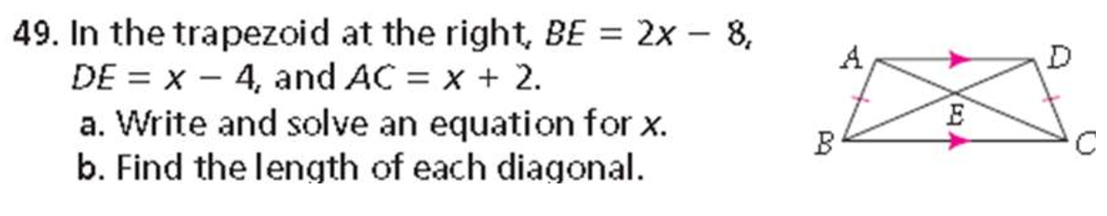 49. In the trapezoid at the right, BE = 2x − 8,
DE = x − 4, and AC = x + 2.
a. Write and solve an equation for x.
b. Find the length of each diagonal.
A D
E
B C